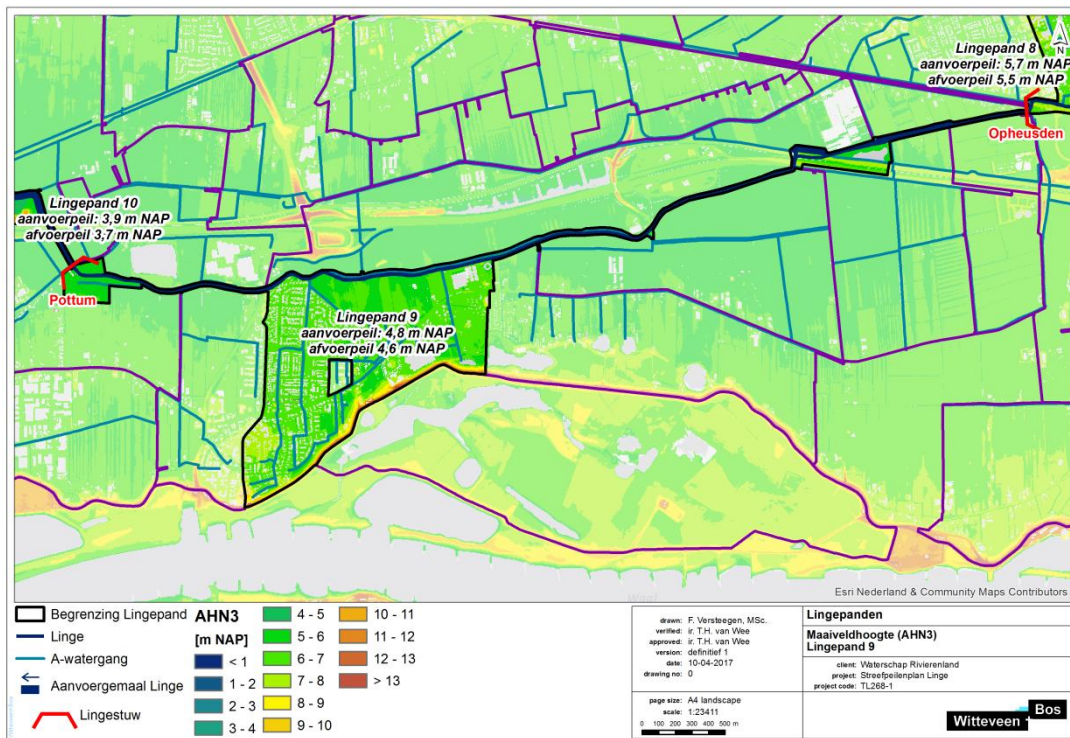 Lingepand 8
aanvoerpeil: 5,7 m NAP
afvoerpeil 5,5 m NAP
N
Opheusden
Lingepand 10
aanvoerpeil: 3,9 m NAP
afvoerpeil 3,7 m NAP
Pottum
Lingepand 9
aanvoerpeil: 4,8 m NAP
afvoerpeil 4,6 m NAP
Waal
Esri Nederland & Community Maps Contributors
Begrenzing Lingepand
Linge
A-watergang
Aanvoergemaal Linge
Lingestuw
AHN3
[m NAP]
< 1
1 - 2
2 - 3
3 - 4
4 - 5
5 - 6
6 - 7
7 - 8
8 - 9
9 - 10
10 - 11
11 - 12
12 - 13
> 13
drawn: F. Versteegen, MSc.
verified: ir. T.H. van Wee
approved: ir. T.H. van Wee
version: definitief 1
date: 10-04-2017
drawing no: 0
page size: A4 landscape
scale: 1:23411
0 100 200 300 400 500 m
Lingepanden
Maaiveldhoogte (AHN3)
Lingepand 9
client: Waterschap Rivierenland
project: Streefpeilenplan Linge
project code: TL268-1
Witteveen + Bos